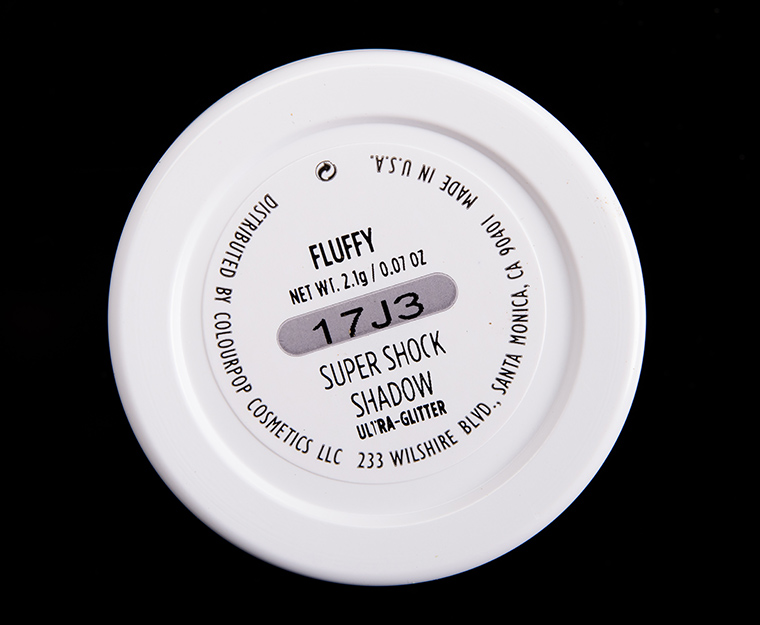 FLUFFY
NET WT. 2.1g / 0.07 OZ
17J3
SUPER SHOCK
SHADOW
ULTRA-GLITTER
DISTRIBUTED BY COLOURPOP COSMETICS LLC 233 WILSHIRE BLVD., SANTA MONICA, CA 90401 MADE IN U.S.A.